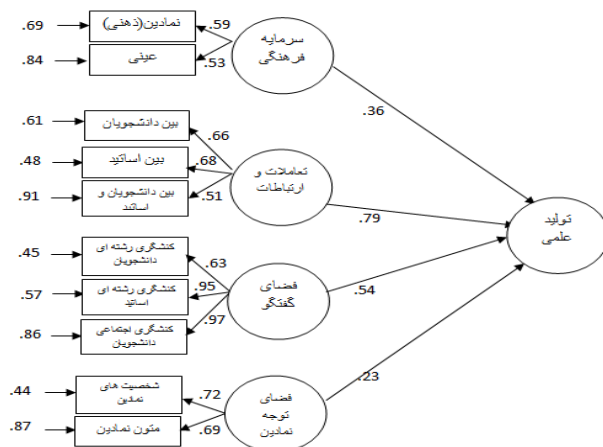 .69
نمادین(ذهنی)
.59
.84
عینی
.53
سرمایه
فرهنگی
.36
.61
بین دانشجویان
.66
.48
بین اساتید
.68
.91
بین دانشجویان و
اساتید
.51
تعاملات و
ارتباطات
.79
تولید
علمی
.45
کنشگری رشته ای
دانشجویان
.63
.57
کنشگری رشته ای
اساتید
.95
.86
کنشگری اجتماعی
دانشجویان
.97
فضای
گفتگو
.54
.44
شخصیت های
نمادین
.72
.87
متون نمادین
.69
فضای
توجه
نمادین
.23